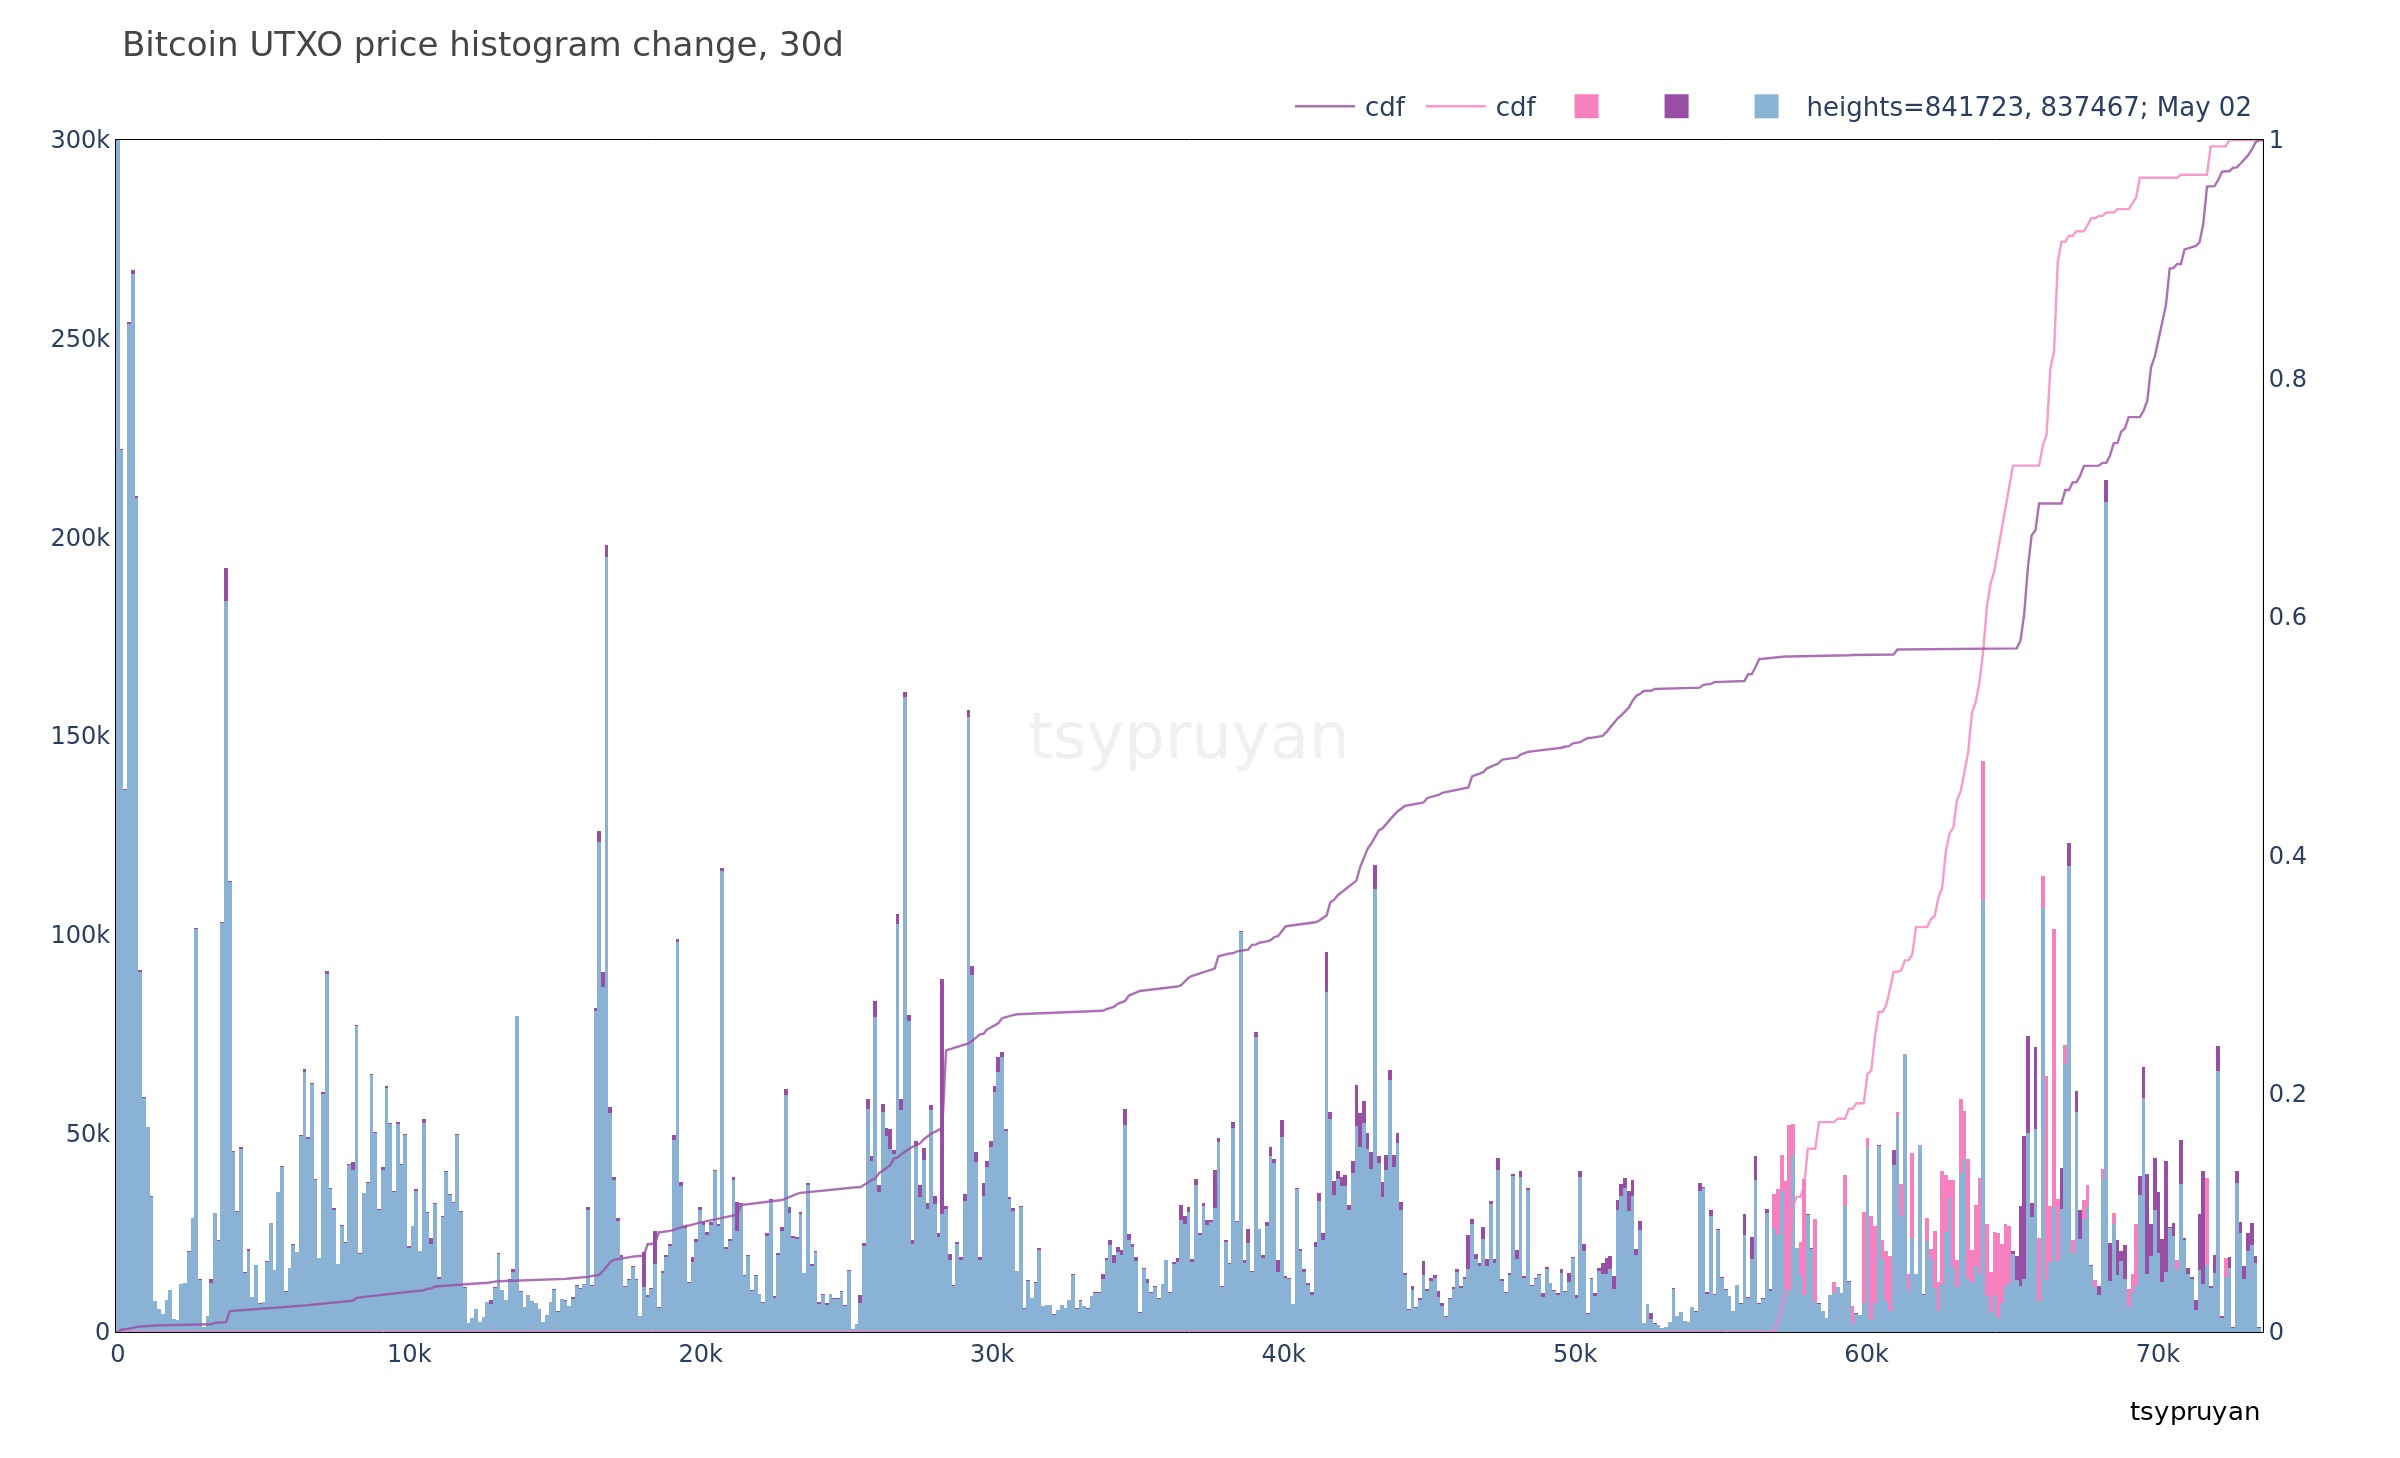 Bitcoin UTXO price histogram change, 30d
cdf cdf heights=841723, 837467; May 02
300k 1
250k
0.8
200k
0.6
150k
tsypruyan
0.4
100k
0.2
50k
0 0
0 10k 20k 30k 40k 50k 60k 70k
tsypruyan